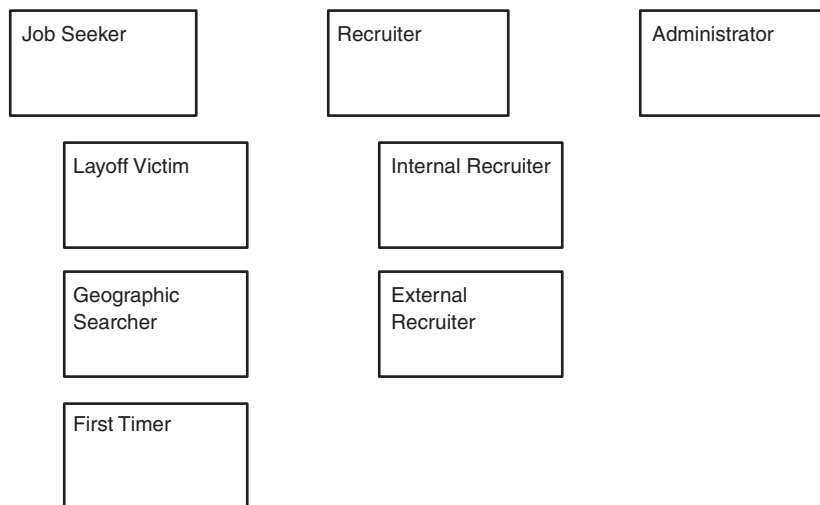 Job Seeker
Recruiter
Administrator
Layoff Victim
Internal Recruiter
Geographic
Searcher
External
Recruiter
First Timer